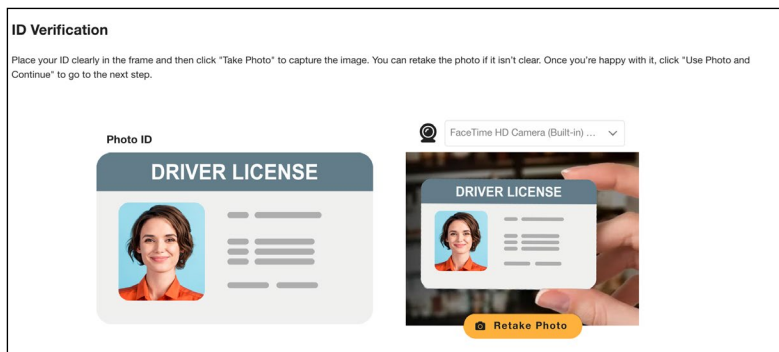 ID Verification
Place your ID clearly in the frame and then click "Take Photo" to capture the image. You can retake the photo if it isn't clear. Once you're happy with it, click "Use Photo and
Continue" to go to the next step.
Photo ID
FaceTime HD Camera (Built-in) ...
DRIVER LICENSE
DRIVER LICENSE
Retake Photo